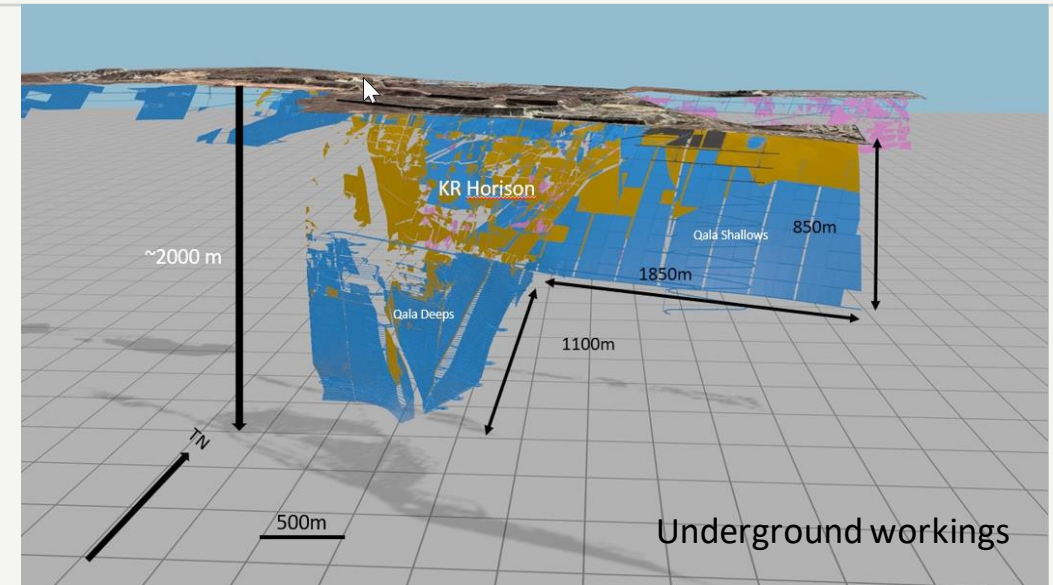 KR Horison
Qala Shallows
850m
~2000 m
1850m
Qala Deeps
1100m
TN
500m
Underground workings